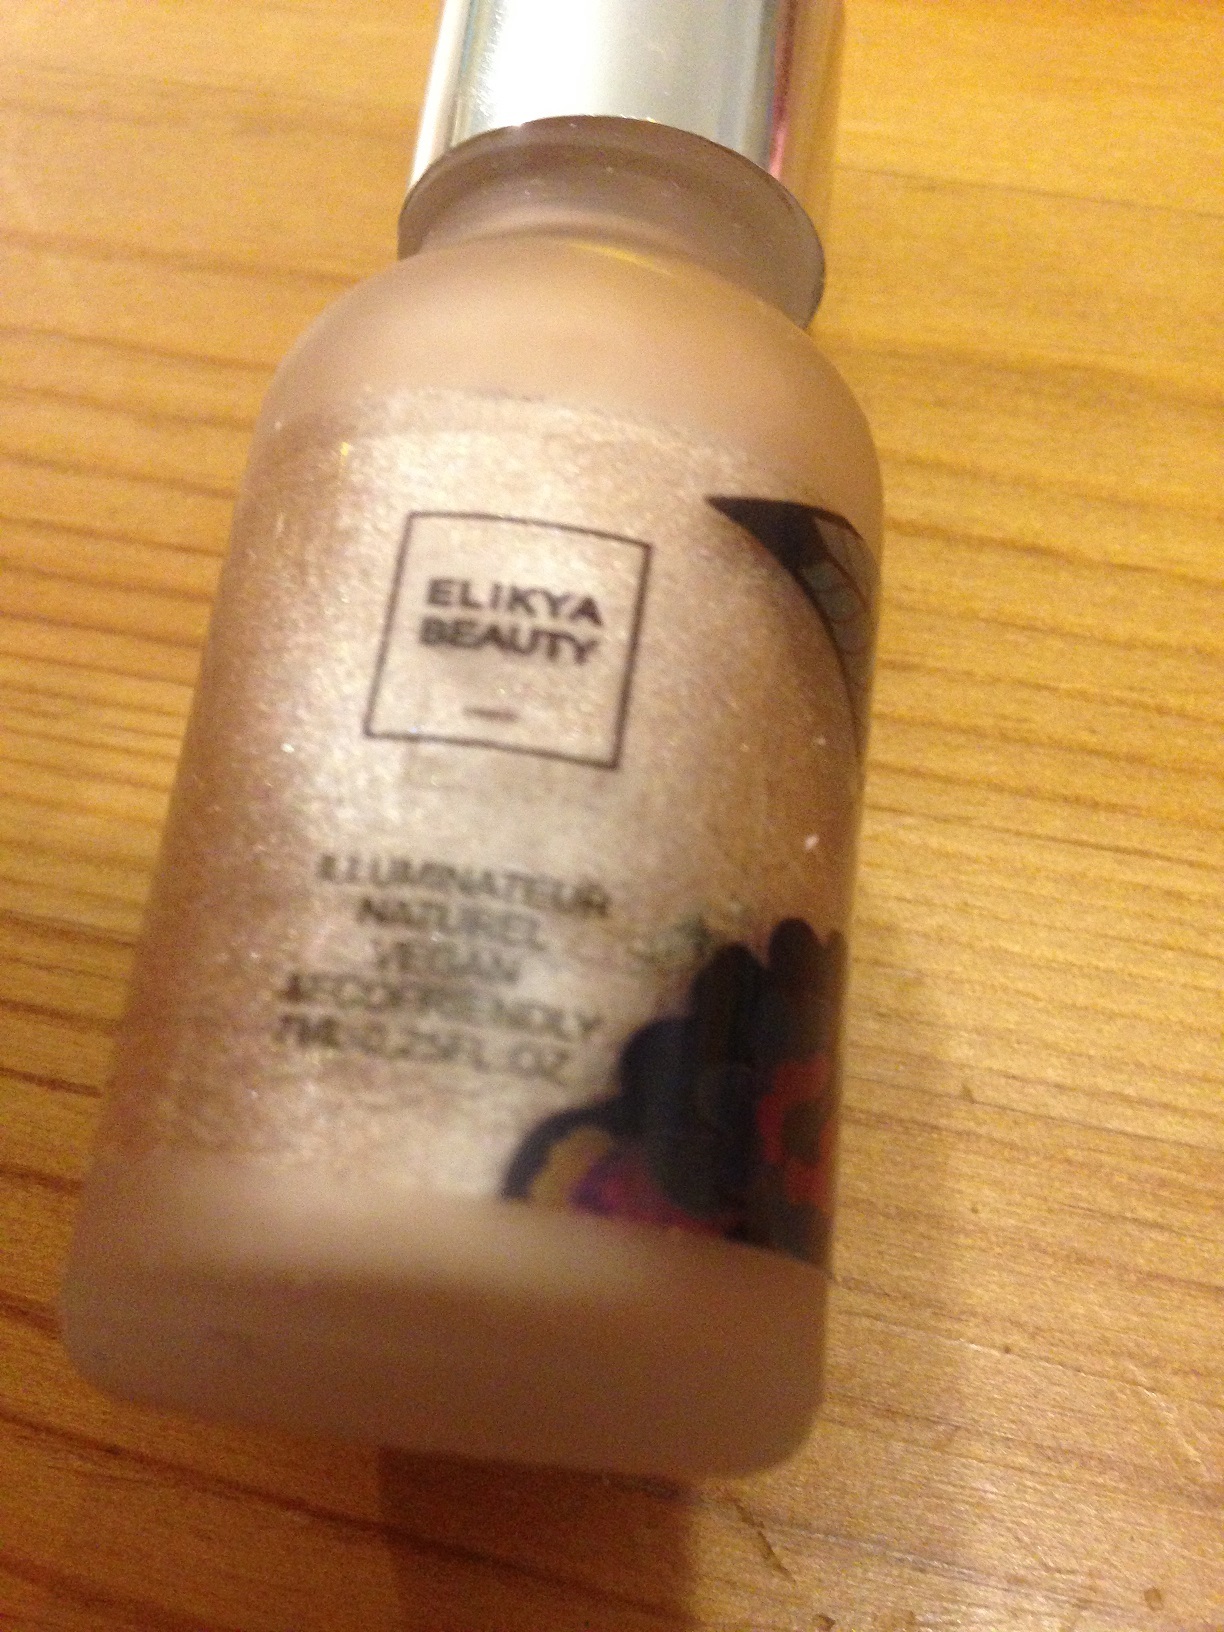 ELIKYA
BEAUTY
ILLUMINATEUR
NATUREL
VEGAN
#ECOFRIENDLY
7ML-0,25FL.OZ